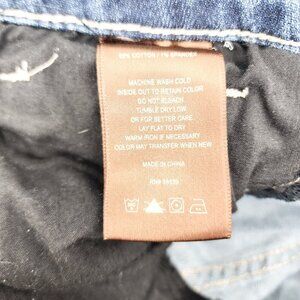 MACHINE WASH COLD
INSIDE OUT TO RETAIN COLOR
DO NOT BLEACH
TUMBLE DRY LOW
OR FOR BETTER CARE,
LAY FLAT TO DRY
WARM IRON IF NECESSARY
COLOR MAY TRANSFER WHEN NEW
MADE IN CHINA